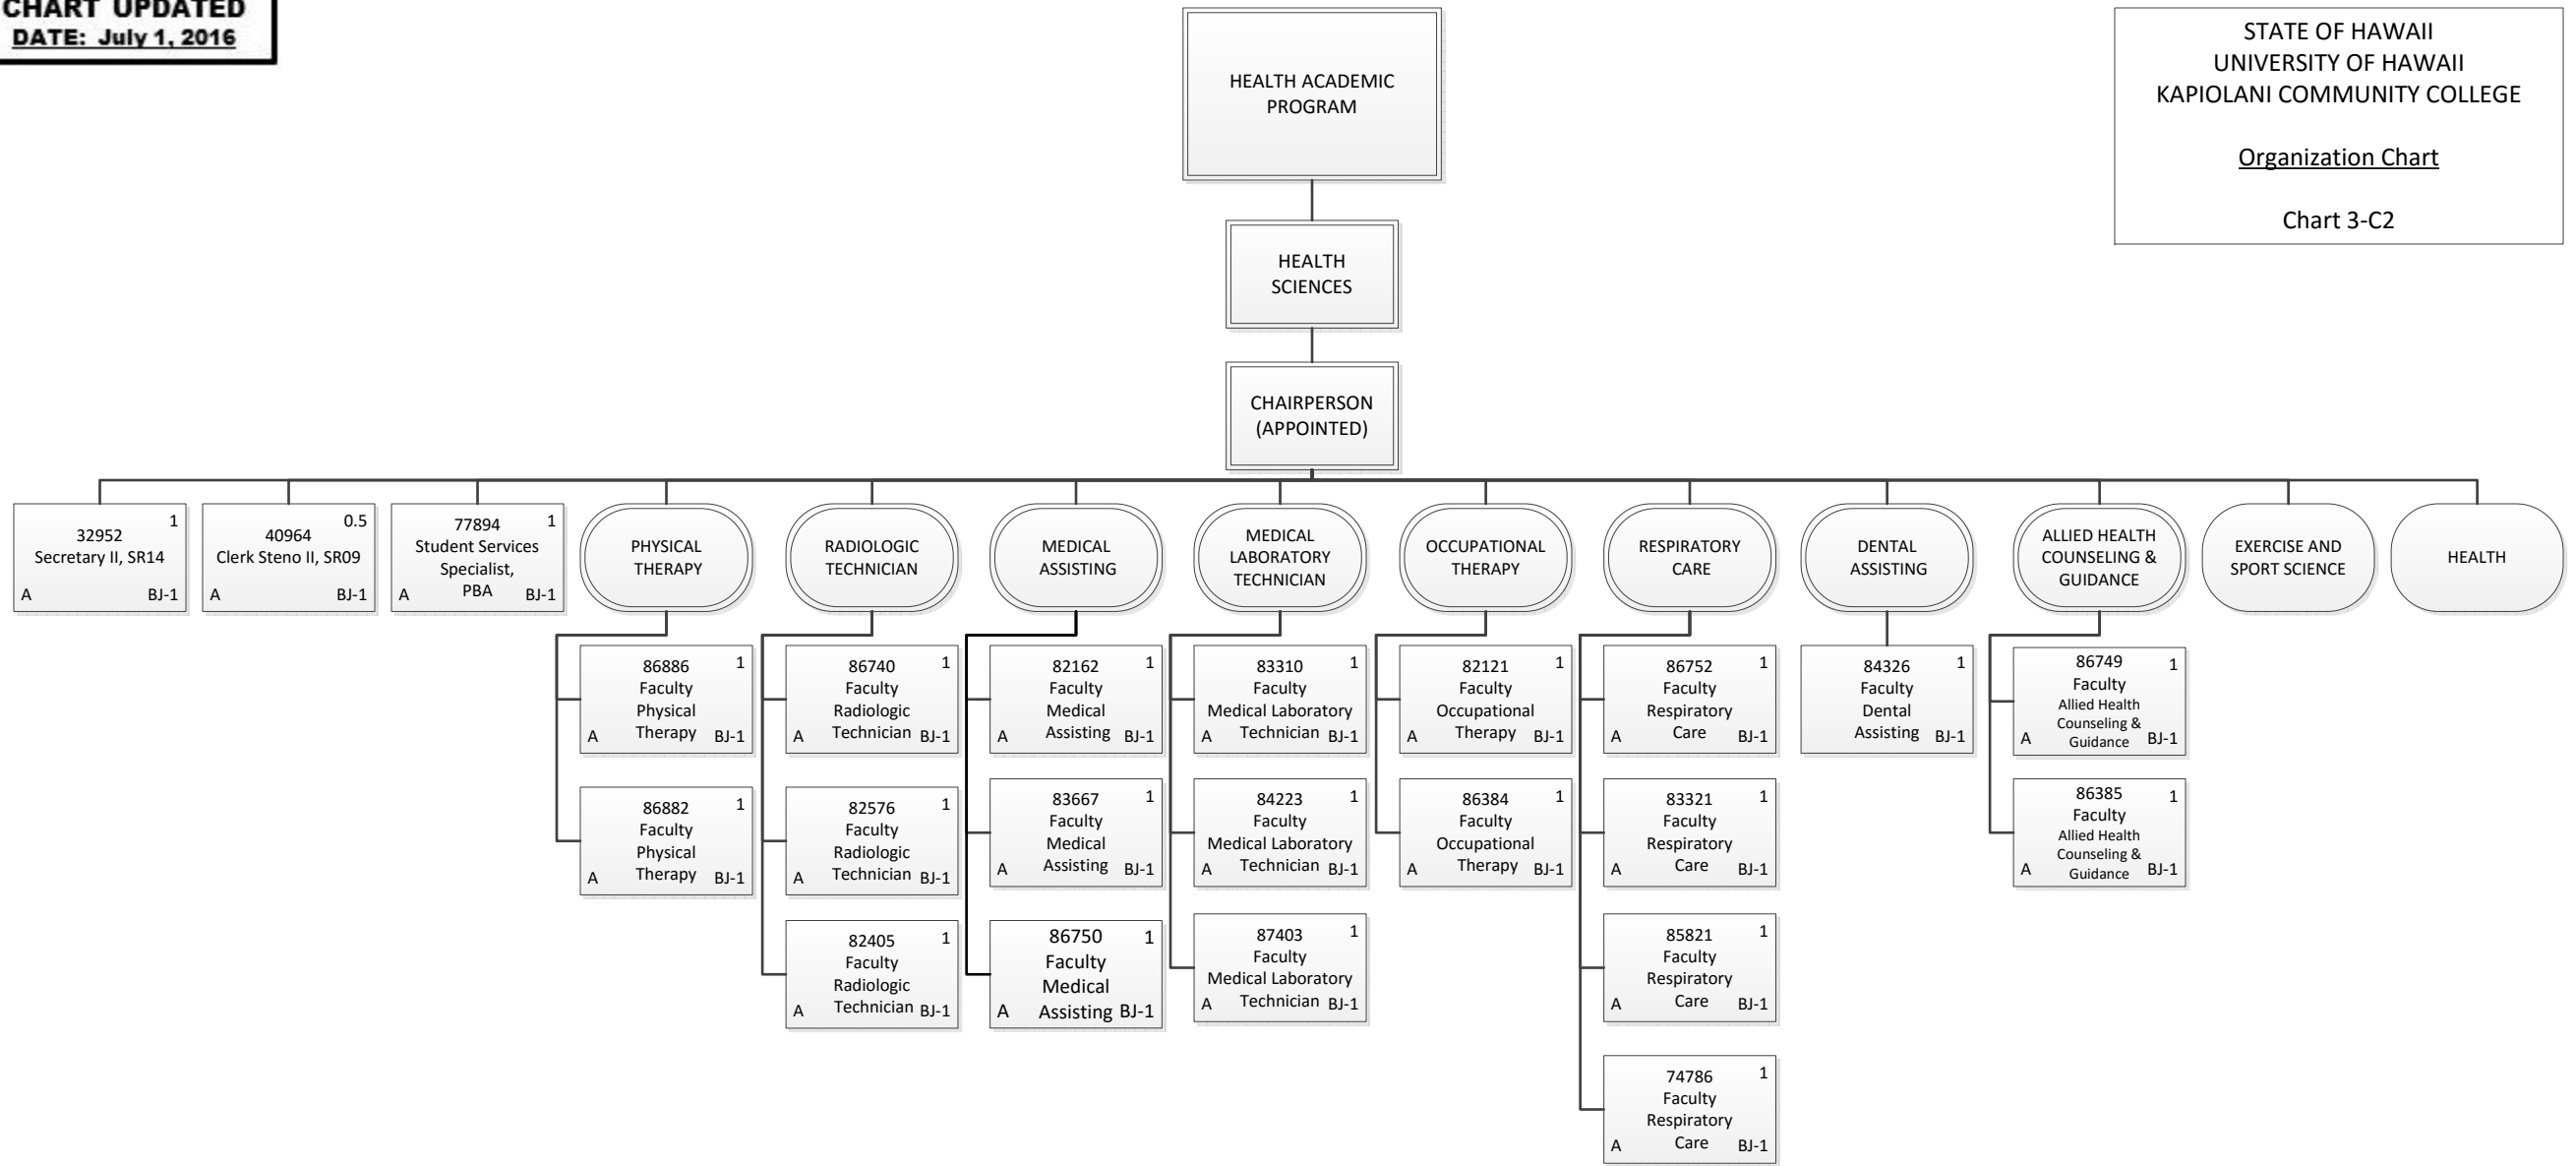 CHART UPDATED
DATE: July 1, 2016
STATE OF HAWAII
UNIVERSITY OF HAWAII
KAPIOLANI COMMUNITY COLLEGE
Organization Chart
Chart 3-C2
HEALTH ACADEMIC
PROGRAM
HEALTH
SCIENCES
CHAIRPERSON
(APPOINTED)
1
32952
Secretary II, SR14
A BJ-1
0.5
40964
Clerk Steno II, SR09
A BJ-1
77894 1
Student Services
Specialist,
PBA
A BJ-1
PHYSICAL
THERAPY
RADIOLOGIC
TECHNICIAN
MEDICAL
ASSISTING
MEDICAL
LABORATORY
TECHNICIAN
OCCUPATIONAL
THERAPY
RESPIRATORY
CARE
DENTAL
ASSISTING
ALLIED HEALTH
COUNSELING &
GUIDANCE
EXERCISE AND
SPORT SCIENCE
HEALTH
86886 1
Faculty
Physical
Therapy
A BJ-1
86882 1
Faculty
Physical
Therapy
A BJ-1
86740 1
Faculty
Radiologic
Technician
A BJ-1
82576 1
Faculty
Radiologic
Technician
A BJ-1
82405 1
Faculty
Radiologic
Technician
A BJ-1
82162 1
Faculty
Medical
Assisting
A BJ-1
83667 1
Faculty
Medical
Assisting
A BJ-1
86750 1
Faculty
Medical
Assisting
A BJ-1
83310 1
Faculty
Medical Laboratory
Technician
A BJ-1
84223 1
Faculty
Medical Laboratory
Technician
A BJ-1
87403 1
Faculty
Medical Laboratory
Technician
A BJ-1
82121 1
Faculty
Occupational
Therapy
A BJ-1
86384 1
Faculty
Occupational
Therapy
A BJ-1
86752 1
Faculty
Respiratory
Care
A BJ-1
83321 1
Faculty
Respiratory
Care
A BJ-1
85821 1
Faculty
Respiratory
Care
A BJ-1
74786 1
Faculty
Respiratory
Care
A BJ-1
84326 1
Faculty
Dental
Assisting
A BJ-1
86749 1
Faculty
Allied Health
Counseling &
Guidance
A BJ-1
86385 1
Faculty
Allied Health
Counseling &
Guidance
A BJ-1